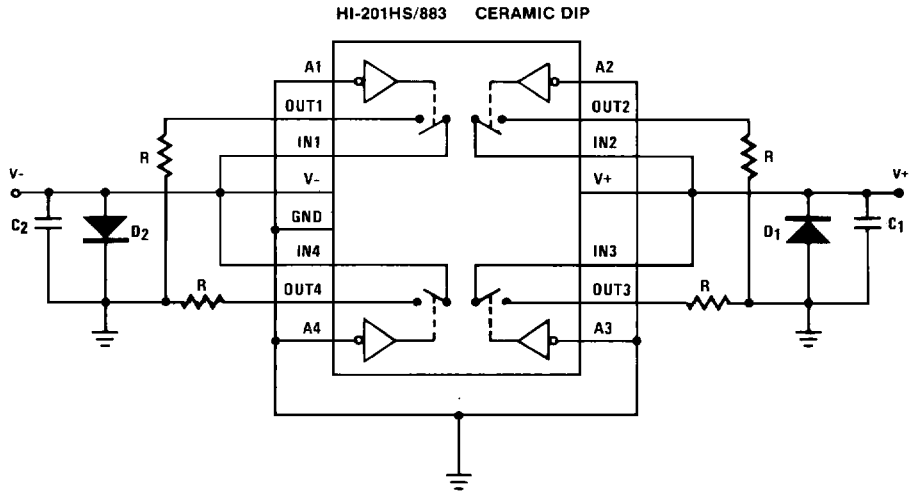 HI-201HS/883 CERAMIC DIP
A1 A2
OUT1 OUT2
IN1 IN2
R R
V- V- V+ V+
C2 D2 GND D1 C1
IN4 IN3
R OUT4 OUT3 R
A4 A3